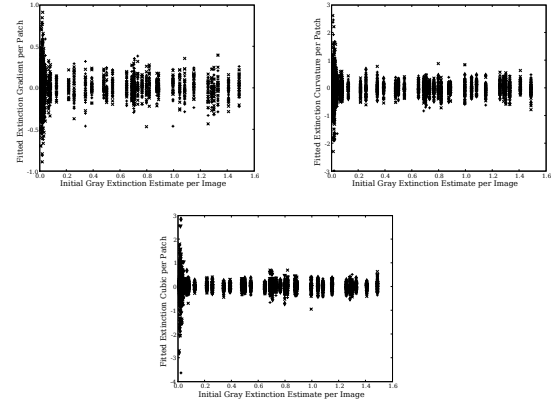 Fitted Extinction Gradient per Patch
1.0
0.5
0.0
-0.5
-1.0
0.0 0.2 0.4 0.6 0.8 1.0 1.2 1.4 1.6
Initial Gray Extinction Estimate per Image
Fitted Extinction Curvature per Patch
3
2
1
0
-1
-2
-3
0.0 0.2 0.4 0.6 0.8 1.0 1.2 1.4 1.6
Initial Gray Extinction Estimate per Image
Fitted Extinction Cubic per Patch
3
2
1
0
-1
-2
-3
-4
0.0 0.2 0.4 0.6 0.8 1.0 1.2 1.4 1.6
Initial Gray Extinction Estimate per Image